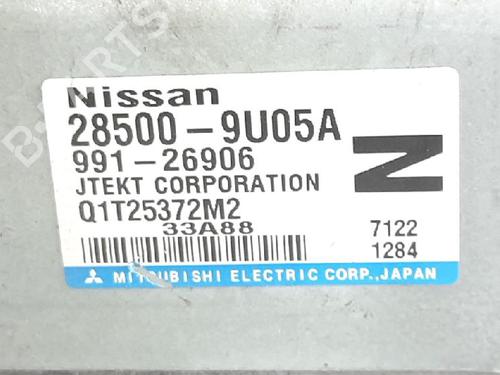 Nissan
28500-9U05A
991-26906
N
JTEKT CORPORATION
Q1T25372M2
33A88
7122
1284
MITSUBISHI ELECTRIC CORP., JAPAN